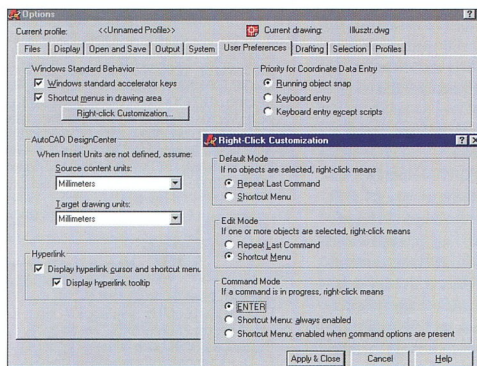 Options
Current profile: <<Unnamed Profile>> Current drawing: Illusztr.dwg
Files Display Open and Save Output System User Preferences Drafting Selection Profiles
Windows Standard Behavior
Windows standard accelerator keys
Shortcut menus in drawing area
Right-click Customization...
Priority for Coordinate Data Entry
Running object snap
Keyboard entry
Keyboard entry except scripts
AutoCAD DesignCenter
When Insert Units are not defined, assume:
Source content units:
Millimeters
Target drawing units:
Millimeters
Hyperlink
Display hyperlink cursor and shortcut menu
Display hyperlink tooltip
Right-Click Customization
Default Mode
If no objects are selected, right-click means
Repeat Last Command
Shortcut Menu
Edit Mode
If one or more objects are selected, right-click means
Repeat Last Command
Shortcut Menu
Command Mode
If a command is in progress, right-click means
ENTER
Shortcut Menu: always enabled
Shortcut Menu: enabled when command options are present
Apply & Close Cancel Help